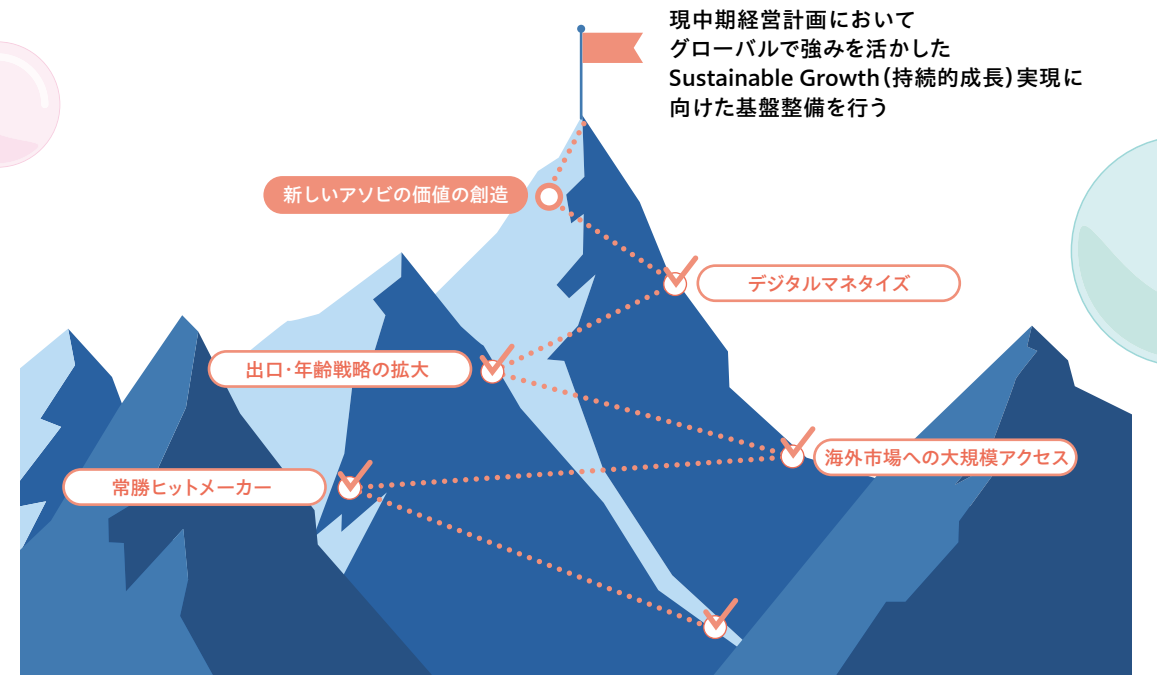 現中期経営計画において
グローバルで強みを活かした
Sustainable Growth(持続的成長)実現に
向けた基盤整備を行う
新しいアソビの価値の創造
デジタルマネタイズ
出口・年齢戦略の拡大
海外市場への大規模アクセス
常勝ヒットメーカー